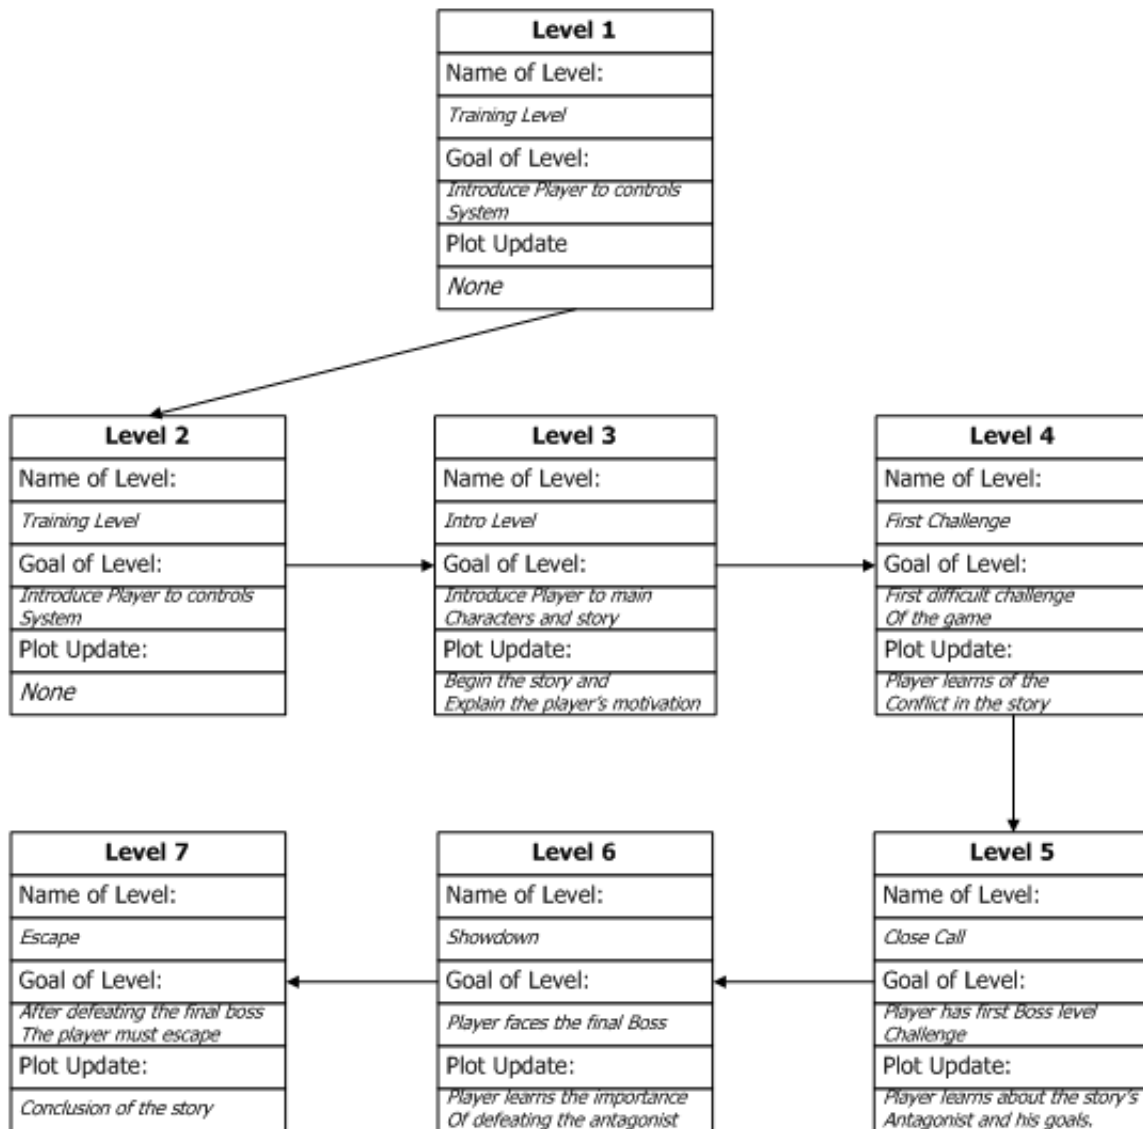 Level 1
Name of Level:
Training Level
Goal of Level:
Introduce Player to controls
System
Plot Update
None
Level 2
Name of Level:
Training Level
Goal of Level:
Introduce Player to controls
System
Plot Update:
None
Level 3
Name of Level:
Intro Level
Goal of Level:
Introduce Player to main
Characters and story
Plot Update:
Begin the story and
Explain the player's motivation
Level 4
Name of Level:
First Challenge
Goal of Level:
First difficult challenge
Of the game
Plot Update:
Player learns of the
Conflict in the story
Level 5
Name of Level:
Close Call
Goal of Level:
Player has first Boss level
Challenge
Plot Update:
Player learns about the story's
Antagonist and his goals.
Level 6
Name of Level:
Showdown
Goal of Level:
Player faces the final Boss
Plot Update:
Player learns the importance
Of defeating the antagonist
Level 7
Name of Level:
Escape
Goal of Level:
After defeating the final boss
The player must escape
Plot Update:
Conclusion of the story